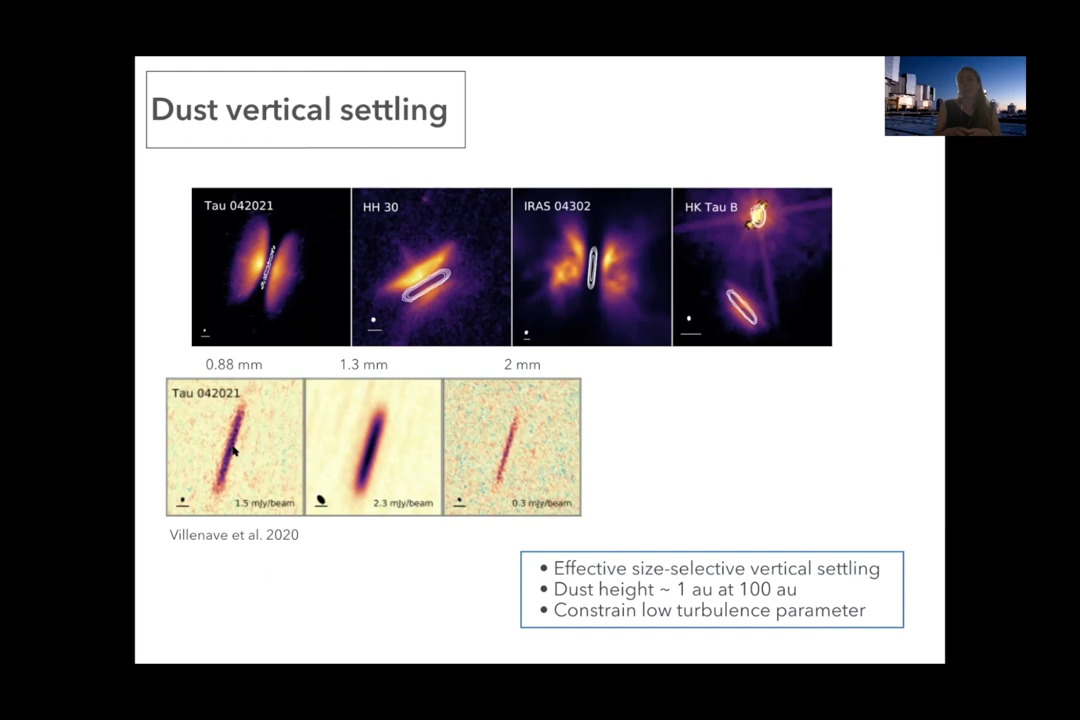 Dust vertical settling
Tau 042021
HH 30
IRAS 04302
HK Tau B
0.88 mm
1.3 mm
2 mm
Tau 042021
1.5 mJy/beam
2.3 mJy/beam
0.3 mJy/beam
Villenave et al. 2020
• Effective size-selective vertical settling
• Dust height ~ 1 au at 100 au
• Constrain low turbulence parameter